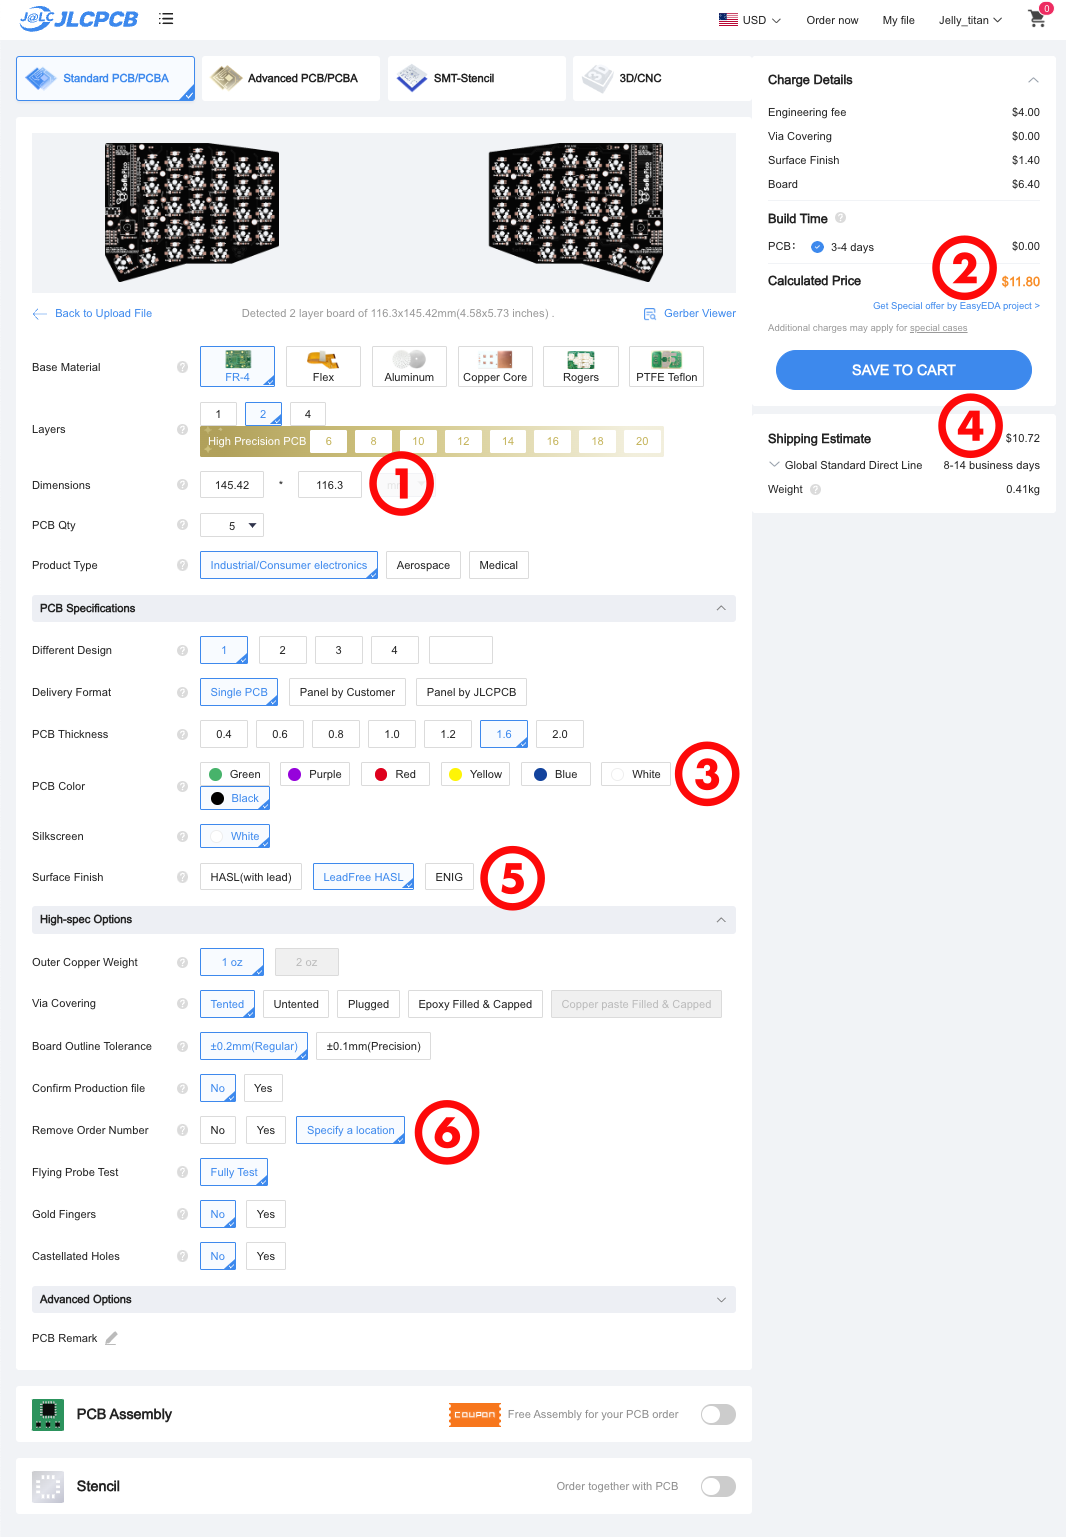 J@LC JLCPCB
USD Order now My file Jelly_titan 0
Standard PCB/PCBA Advanced PCB/PCBA SMT-Stencil 3D/CNC
Back to Upload File Detected 2 layer board of 116.3x145.42mm(4.58x5.73 inches) . Gerber Viewer
Base Material ? FR-4 Flex Aluminum Copper Core Rogers PTFE Teflon
Layers ? 1 2 4
High Precision PCB 6 8 10 12 14 16 18 20
Dimensions ? 145.42 * 116.3 1
PCB Qty ? 5
Product Type ? Industrial/Consumer electronics Aerospace Medical
PCB Specifications
Different Design ? 1 2 3 4
Delivery Format ? Single PCB Panel by Customer Panel by JLCPCB
PCB Thickness ? 0.4 0.6 0.8 1.0 1.2 1.6 2.0
PCB Color ? Green Purple Red Yellow Blue White 3
Black
Silkscreen ? White
Surface Finish ? HASL(with lead) LeadFree HASL ENIG 5
High-spec Options
Outer Copper Weight ? 1 oz 2 oz
Via Covering ? Tented Untented Plugged Epoxy Filled & Capped Copper paste Filled & Capped
Board Outline Tolerance ? ±0.2mm(Regular) ±0.1mm(Precision)
Confirm Production file ? No Yes
Remove Order Number ? No Yes Specify a location 6
Flying Probe Test ? Fully Test
Gold Fingers ? No Yes
Castellated Holes ? No Yes
Advanced Options
PCB Remark
PCB Assembly COUPON Free Assembly for your PCB order
Stencil Order together with PCB
Charge Details
Engineering fee $4.00
Via Covering $0.00
Surface Finish $1.40
Board $6.40
Build Time ?
PCB: 3-4 days $0.00
Calculated Price 2 $11.80
Get Special offer by EasyEDA project >
Additional charges may apply for special cases
SAVE TO CART
Shipping Estimate 4 $10.72
Global Standard Direct Line 8-14 business days
Weight ? 0.41kg